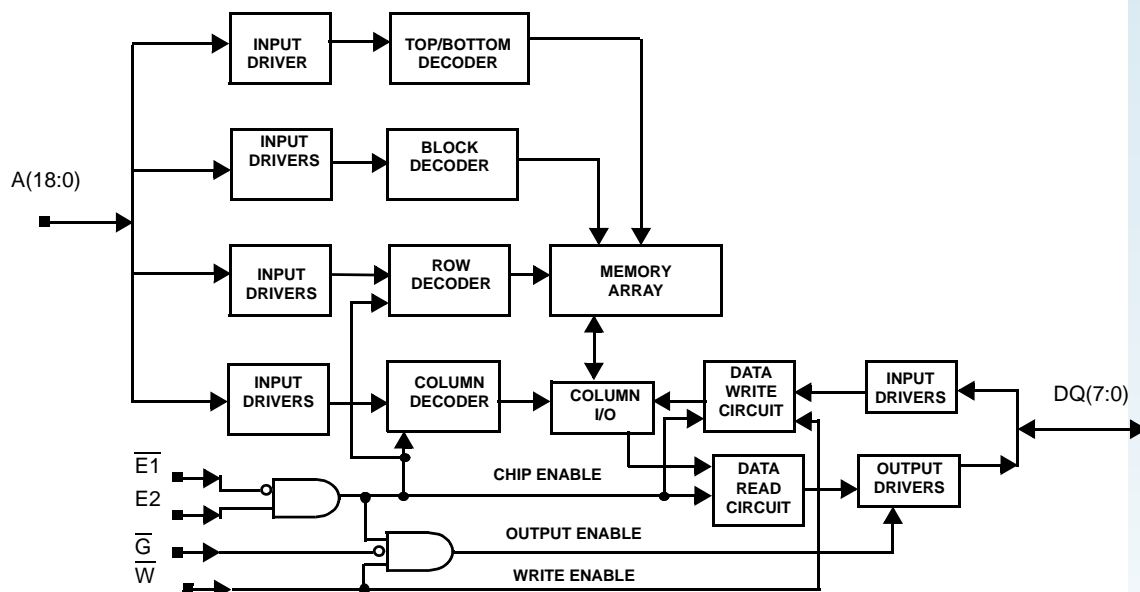 INPUT
DRIVER
TOP/BOTTOM
DECODER
INPUT
DRIVERS
BLOCK
DECODER
A(18:0)
INPUT
DRIVERS
ROW
DECODER
MEMORY
ARRAY
INPUT
DRIVERS
COLUMN
DECODER
COLUMN
I/O
DATA
WRITE
CIRCUIT
INPUT
DRIVERS
DQ(7:0)
E1
E2
CHIP ENABLE
DATA
READ
CIRCUIT
OUTPUT
DRIVERS
G
OUTPUT ENABLE
W
WRITE ENABLE